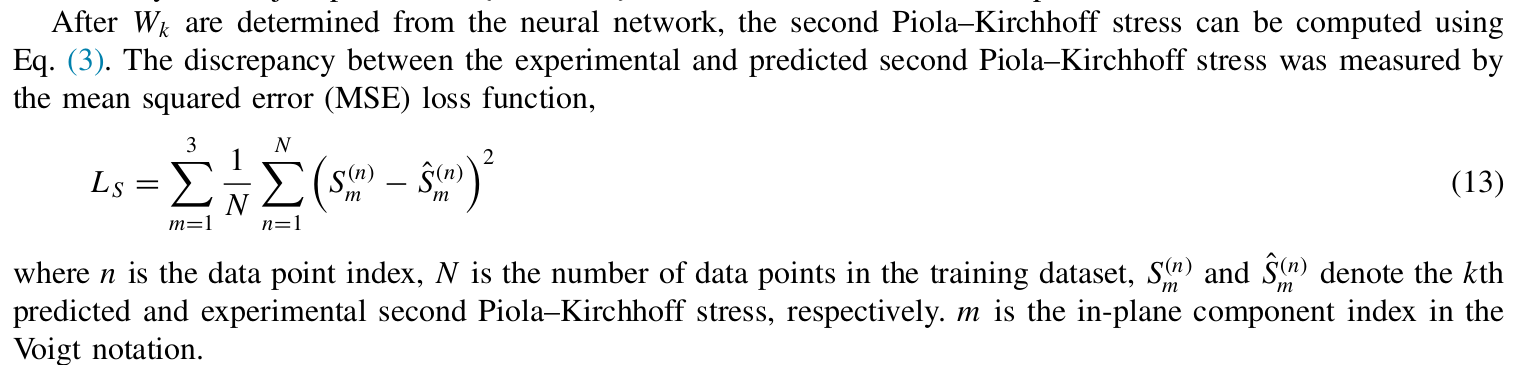 After W_k are determined from the neural network, the second Piola–Kirchhoff stress can be computed using
Eq. (3). The discrepancy between the experimental and predicted second Piola–Kirchhoff stress was measured by
the mean squared error (MSE) loss function,
L_S = \sum_{m=1}^{3} \frac{1}{N} \sum_{n=1}^{N} \left( S_m^{(n)} − \hat{S}_m^{(n)} \right)^2 (13)
where n is the data point index, N is the number of data points in the training dataset, S_m^{(n)} and \hat{S}_m^{(n)} denote the kth
predicted and experimental second Piola–Kirchhoff stress, respectively. m is the in-plane component index in the
Voigt notation.